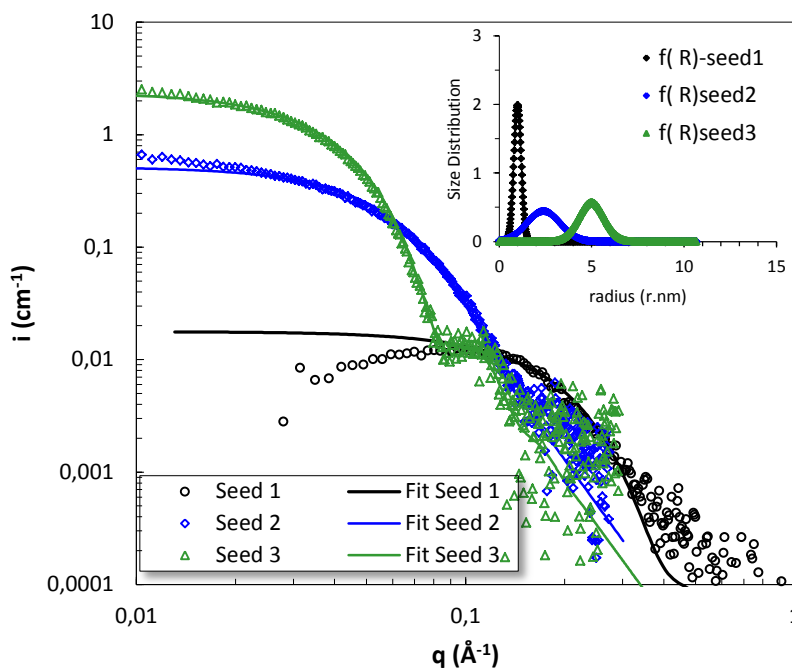 10
1
0,1
0,01
0,001
0,0001
i (cm⁻¹)
0,01
0,1
1
q (Å⁻¹)
Seed 1
Fit Seed 1
Seed 2
Fit Seed 2
Seed 3
Fit Seed 3
3
2
1
0
Size Distribution
0
5
10
15
radius (r.nm)
f( R)-seed1
f( R)seed2
f( R)seed3